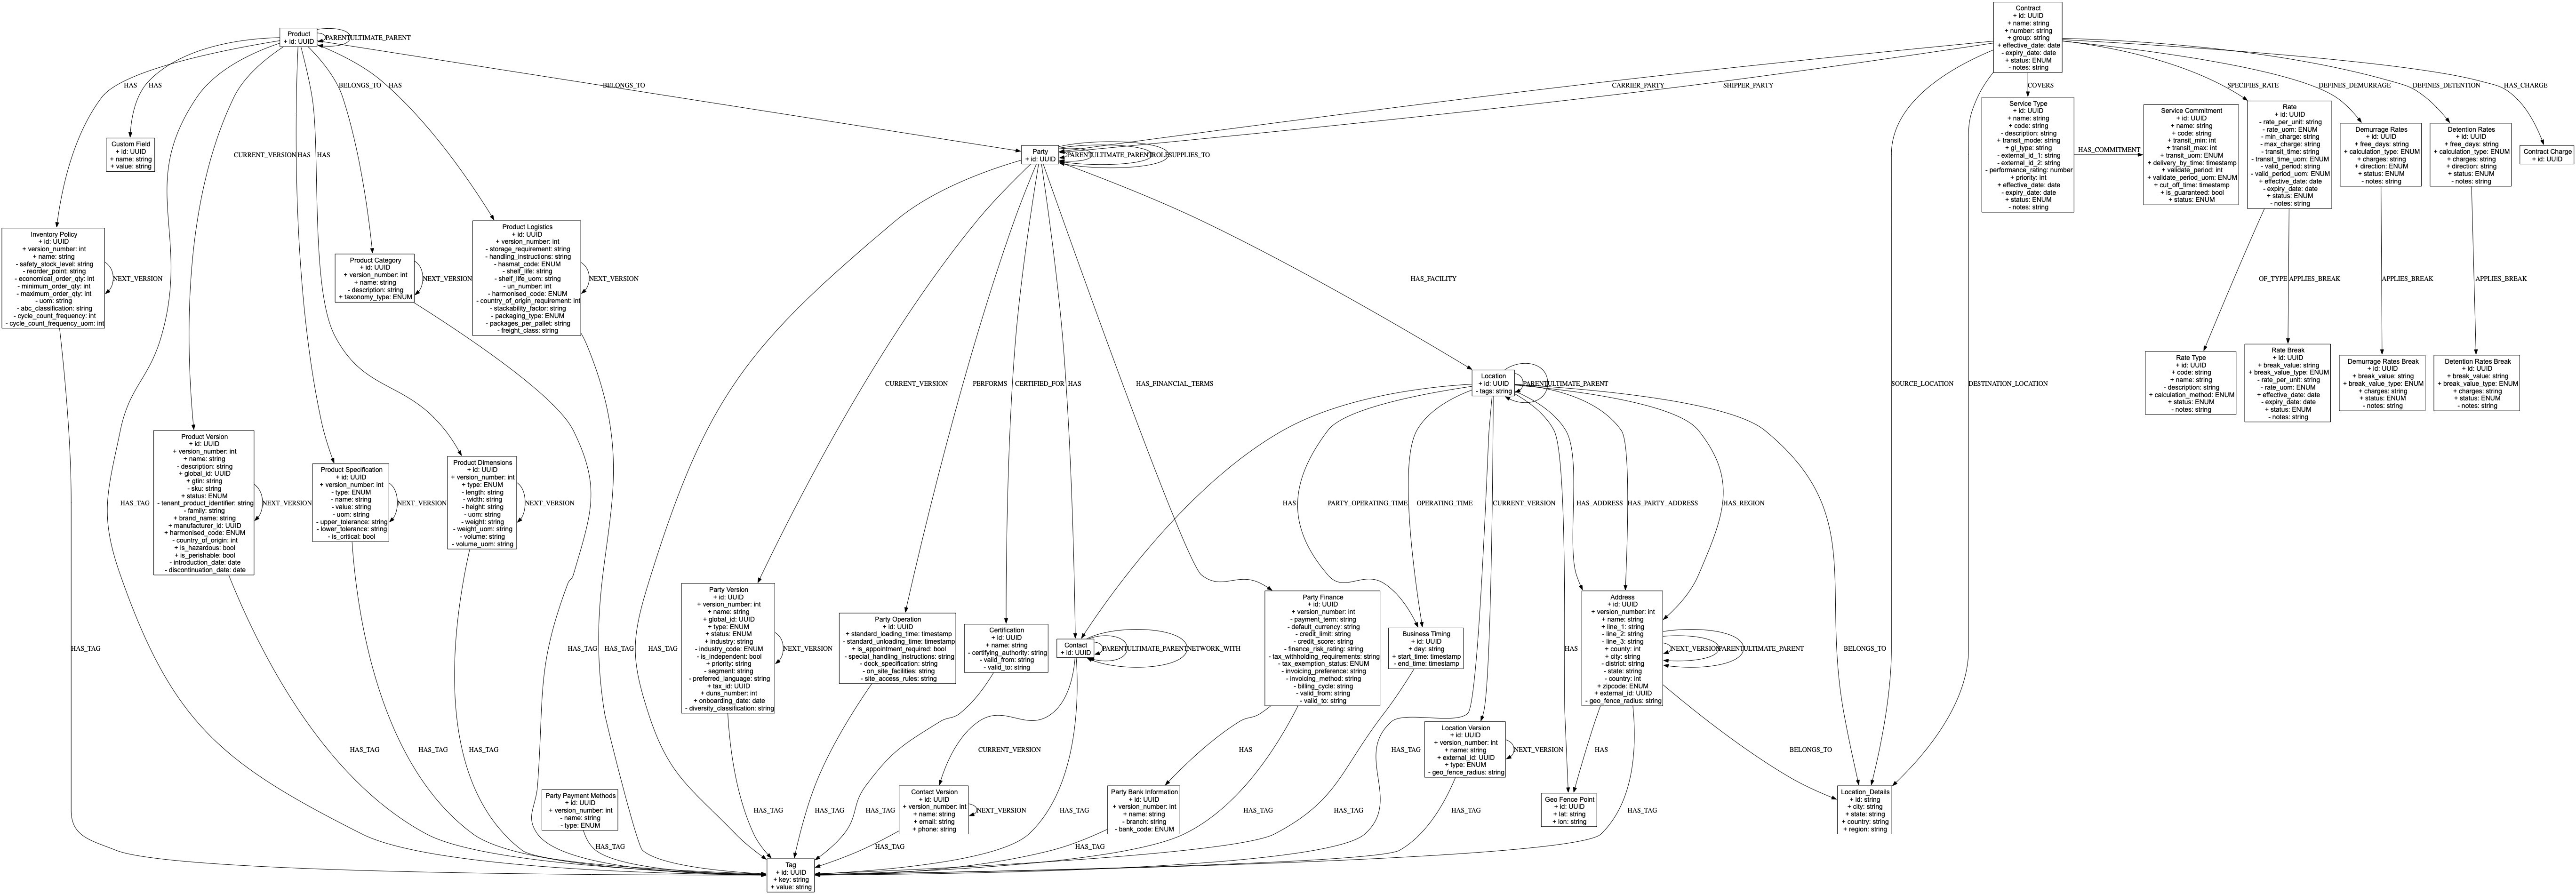 Contract
+ id: UUID
+ name: string
+ number: string
+ group: string
+ effective_date: date
- expiry_date: date
+ status: ENUM
- notes: string
Product
+ id: UUID
PARENT
ULTIMATE_PARENT
HAS
HAS
BELONGS_TO
HAS
BELONGS_TO
CARRIER_PARTY
SHIPPER_PARTY
COVERS
SPECIFIES_RATE
DEFINES_DEMURRAGE
DEFINES_DETENTION
HAS_CHARGE
Custom Field
+ id: UUID
+ name: string
+ value: string
CURRENT_VERSION
HAS
HAS
Party
+ id: UUID
PARENT
ULTIMATE_PARENT
ROLE
SUPPLIES_TO
Service Type
+ id: UUID
+ name: string
+ code: string
- description: string
+ transit_mode: string
+ gl_type: string
- external_id_1: string
- external_id_2: string
- performance_rating: number
+ priority: int
+ effective_date: date
- expiry_date: date
+ status: ENUM
- notes: string
HAS_COMMITMENT
Service Commitment
+ id: UUID
+ name: string
+ code: string
+ transit_min: int
+ transit_max: int
+ transit_uom: ENUM
+ delivery_by_time: timestamp
+ validate_period: int
+ validate_period_uom: ENUM
+ cut_off_time: timestamp
+ is_guaranteed: bool
+ status: ENUM
Rate
+ id: UUID
- rate_per_unit: string
- rate_uom: ENUM
- min_charge: string
- max_charge: string
- transit_time: string
- transit_time_uom: ENUM
- valid_period: string
- valid_period_uom: ENUM
+ effective_date: date
- expiry_date: date
+ status: ENUM
- notes: string
Demurrage Rates
+ id: UUID
+ free_days: string
+ calculation_type: ENUM
+ charges: string
+ direction: ENUM
+ status: ENUM
- notes: string
Detention Rates
+ id: UUID
+ free_days: string
+ calculation_type: ENUM
+ charges: string
+ direction: string
+ status: ENUM
- notes: string
Contract Charge
+ id: UUID
Inventory Policy
+ id: UUID
+ version_number: int
+ name: string
- safety_stock_level: string
- reorder_point: string
- economical_order_qty: int
- minimum_order_qty: int
- maximum_order_qty: int
- uom: string
- abc_classification: string
- cycle_count_frequency: int
- cycle_count_frequency_uom: int
NEXT_VERSION
Product Category
+ id: UUID
+ version_number: int
+ name: string
- description: string
+ taxonomy_type: ENUM
NEXT_VERSION
Product Logistics
+ id: UUID
+ version_number: int
- storage_requirement: string
- handling_instructions: string
- hasmat_code: ENUM
- shelf_life: string
- shelf_life_uom: string
- un_number: int
- harmonised_code: ENUM
- country_of_origin_requirement: int
- stackability_factor: string
- packaging_type: ENUM
- packages_per_pallet: string
- freight_class: string
NEXT_VERSION
HAS_FACILITY
OF_TYPE
APPLIES_BREAK
APPLIES_BREAK
APPLIES_BREAK
CURRENT_VERSION
PERFORMS
CERTIFIED_FOR
HAS
HAS_FINANCIAL_TERMS
Location
+ id: UUID
- tags: string
PARENT
ULTIMATE_PARENT
SOURCE_LOCATION
DESTINATION_LOCATION
Rate Type
+ id: UUID
+ code: string
+ name: string
- description: string
+ calculation_method: ENUM
+ status: ENUM
- notes: string
Rate Break
+ id: UUID
+ break_value: string
+ break_value_type: ENUM
- rate_per_unit: string
- rate_uom: ENUM
+ effective_date: date
- expiry_date: date
+ status: ENUM
- notes: string
Demurrage Rates Break
+ id: UUID
+ break_value: string
+ break_value_type: ENUM
+ charges: string
+ status: ENUM
- notes: string
Detention Rates Break
+ id: UUID
+ break_value: string
+ break_value_type: ENUM
+ charges: string
+ status: ENUM
- notes: string
HAS_TAG
Product Version
+ id: UUID
+ version_number: int
+ name: string
- description: string
+ global_id: UUID
+ gtin: string
- sku: string
+ status: ENUM
- tenant_product_identifier: string
- family: string
+ brand_name: string
+ manufacturer_id: UUID
+ harmonised_code: ENUM
- country_of_origin: int
+ is_hazardous: bool
+ is_perishable: bool
- introduction_date: date
- discontinuation_date: date
NEXT_VERSION
Product Specification
+ id: UUID
+ version_number: int
- type: ENUM
- name: string
- value: string
- uom: string
- upper_tolerance: string
- lower_tolerance: string
- is_critical: bool
NEXT_VERSION
Product Dimensions
+ id: UUID
+ version_number: int
+ type: ENUM
- length: string
- width: string
- height: string
- uom: string
- weight: string
- weight_uom: string
- volume: string
- volume_uom: string
NEXT_VERSION
HAS
PARTY_OPERATING_TIME
OPERATING_TIME
CURRENT_VERSION
HAS_ADDRESS
HAS_PARTY_ADDRESS
HAS_REGION
HAS_TAG
HAS_TAG
HAS_TAG
HAS_TAG
Party Version
+ id: UUID
+ version_number: int
+ name: string
+ global_id: UUID
+ type: ENUM
+ status: ENUM
+ industry: string
- industry_code: ENUM
- is_independent: bool
+ priority: string
- segment: string
- preferred_language: string
+ tax_id: UUID
+ duns_number: int
+ onboarding_date: date
- diversity_classification: string
NEXT_VERSION
Party Operation
+ id: UUID
+ standard_loading_time: timestamp
- standard_unloading_time: timestamp
+ is_appointment_required: bool
- special_handling_instructions: string
- dock_specification: string
- on_site_facilities: string
- site_access_rules: string
Certification
+ id: UUID
+ name: string
- certifying_authority: string
- valid_from: string
- valid_to: string
Contact
+ id: UUID
PARENT
ULTIMATE_PARENT
NETWORK_WITH
Party Finance
+ id: UUID
+ version_number: int
- payment_term: string
- default_currency: string
- credit_limit: string
- credit_score: string
- finance_risk_rating: string
- tax_withholding_requirements: string
- tax_exemption_status: ENUM
- invoicing_preference: string
- invoicing_method: string
- billing_cycle: string
- valid_from: string
- valid_to: string
Business Timing
+ id: UUID
+ day: string
+ start_time: timestamp
- end_time: timestamp
HAS
Address
+ id: UUID
+ version_number: int
+ name: string
+ line_1: string
- line_2: string
- line_3: string
+ county: int
+ city: string
- district: string
- state: string
- country: int
+ zipcode: ENUM
+ external_id: UUID
- geo_fence_radius: string
NEXT_VERSION
PARENT
ULTIMATE_PARENT
BELONGS_TO
HAS_TAG
HAS_TAG
HAS_TAG
CURRENT_VERSION
HAS
HAS_TAG
Location Version
+ id: UUID
+ version_number: int
+ name: string
+ external_id: UUID
+ type: ENUM
- geo_fence_radius: string
NEXT_VERSION
HAS
BELONGS_TO
Party Payment Methods
+ id: UUID
+ version_number: int
- name: string
- type: ENUM
HAS_TAG
HAS_TAG
HAS_TAG
Contact Version
+ id: UUID
+ version_number: int
+ name: string
+ email: string
+ phone: string
NEXT_VERSION
HAS_TAG
Party Bank Information
+ id: UUID
+ version_number: int
+ name: string
- branch: string
- bank_code: ENUM
HAS_TAG
HAS_TAG
HAS_TAG
Geo Fence Point
+ id: UUID
+ lat: string
+ lon: string
HAS_TAG
Location_Details
+ id: string
+ city: string
+ state: string
+ country: string
+ region: string
HAS_TAG
HAS_TAG
HAS_TAG
Tag
+ id: UUID
+ key: string
+ value: string